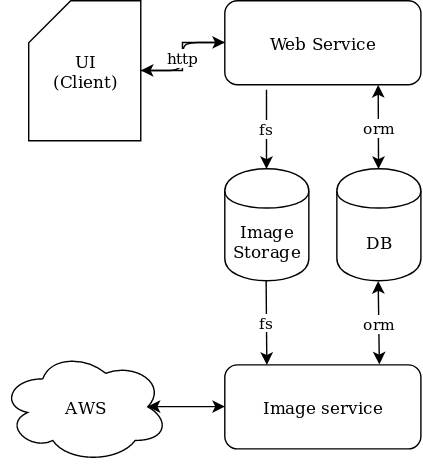 UI
(Client)
http
Web Service
fs
orm
Image
Storage
DB
fs
orm
AWS
Image service